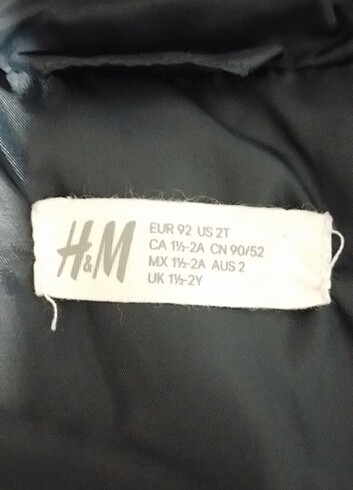 H&M
EUR 92 US 2T
CA 1½-2A CN 90/52
MX 1½-2A AUS 2
UK 1½-2Y